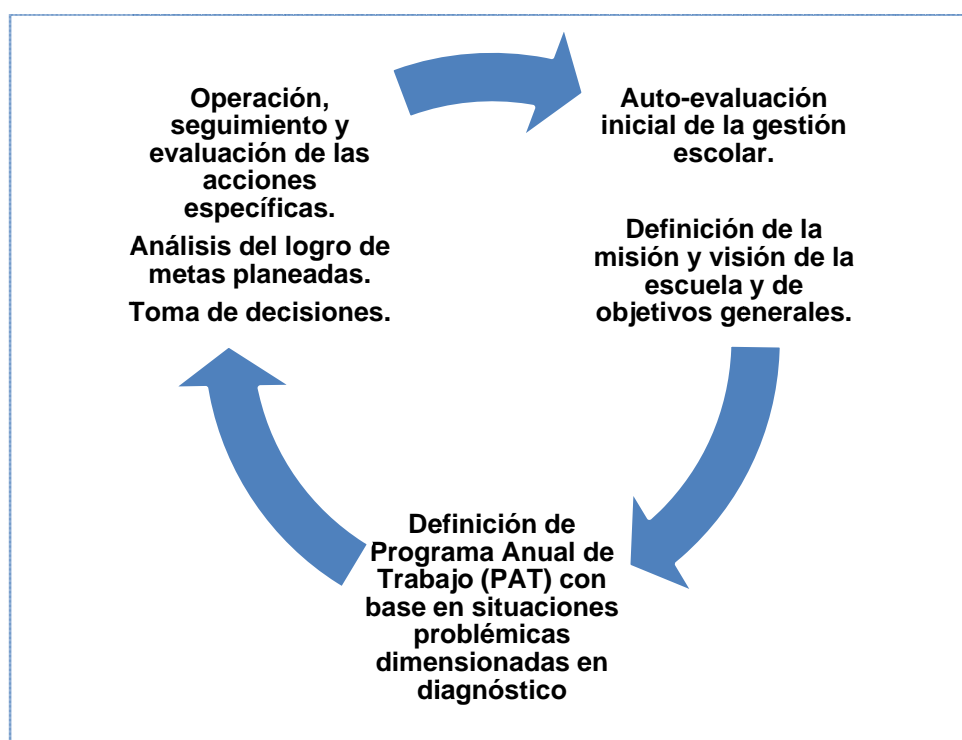 Operación,
seguimiento y
evaluación de las
acciones
específicas.
Análisis del logro de
metas planeadas.
Toma de decisiones.
Auto-evaluación
inicial de la gestión
escolar.
Definición de la
misión y visión de la
escuela y de
objetivos generales.
Definición de
Programa Anual de
Trabajo (PAT) con
base en situaciones
problémicas
dimensionadas en
diagnóstico